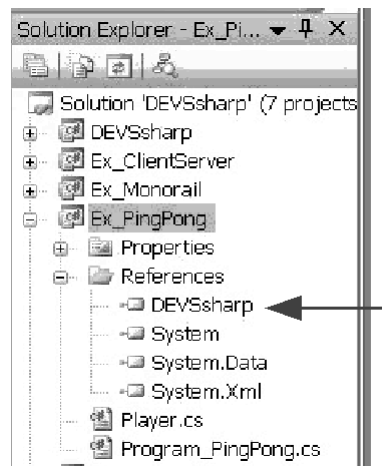 Solution Explorer - Ex_Pi...
Solution 'DEVSsharp' (7 projects
DEVSsharp
Ex_ClientServer
Ex_Monorail
Ex_PingPong
Properties
References
DEVSsharp
System
System.Data
System.Xml
Player.cs
Program_PingPong.cs